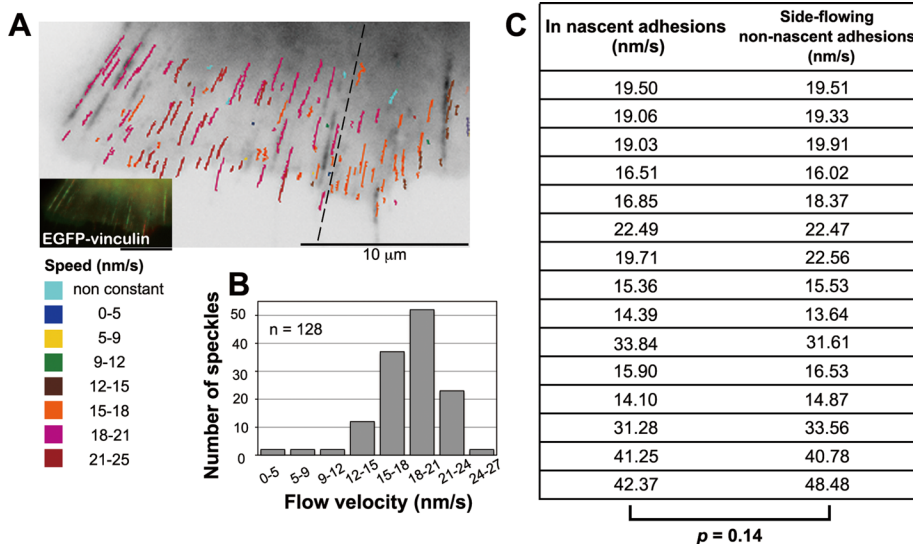 A
EGFP-vinculin
10 µm
Speed (nm/s)
non constant
0-5
5-9
9-12
12-15
15-18
18-21
21-25
B
n = 128
Number of speckles
50
40
30
20
10
0
0-5 5-9 9-12 12-15 15-18 18-21 21-24 24-27
Flow velocity (nm/s)
C
In nascent adhesions
(nm/s)
Side-flowing
non-nascent adhesions
(nm/s)
19.50 19.51
19.06 19.33
19.03 19.91
16.51 16.02
16.85 18.37
22.49 22.47
19.71 22.56
15.36 15.53
14.39 13.64
33.84 31.61
15.90 16.53
14.10 14.87
31.28 33.56
41.25 40.78
42.37 48.48
p = 0.14